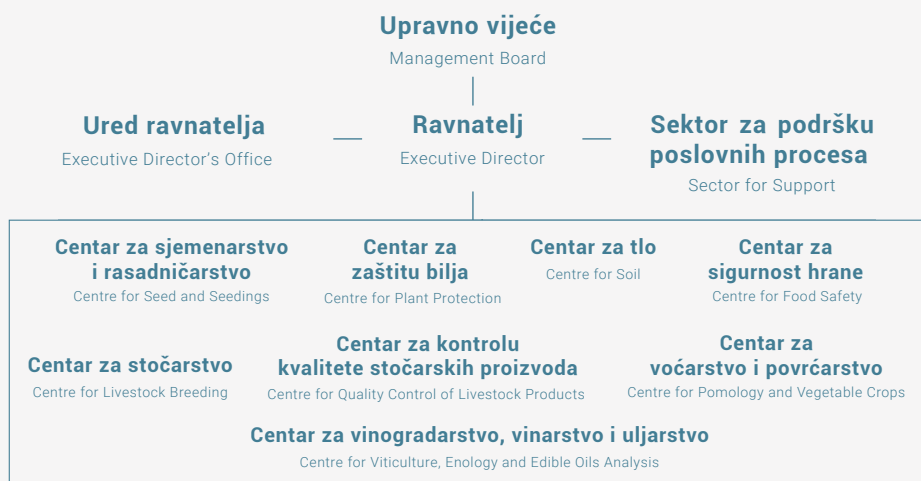 Upravno vijeće
Management Board
Ured ravnatelja
Executive Director's Office
Ravnatelj
Executive Director
Sektor za podršku
poslovnih procesa
Sector for Support
Centar za sjemenarstvo
i rasadničarstvo
Centre for Seed and Seedings
Centar za
zaštitu bilja
Centre for Plant Protection
Centar za tlo
Centre for Soil
Centar za
sigurnost hrane
Centre for Food Safety
Centar za stočarstvo
Centre for Livestock Breeding
Centar za kontrolu
kvalitete stočarskih proizvoda
Centre for Quality Control of Livestock Products
Centar za
voćarstvo i povrćarstvo
Centre for Pomology and Vegetable Crops
Centar za vinogradarstvo, vinarstvo i uljarstvo
Centre for Viticulture, Enology and Edible Oils Analysis